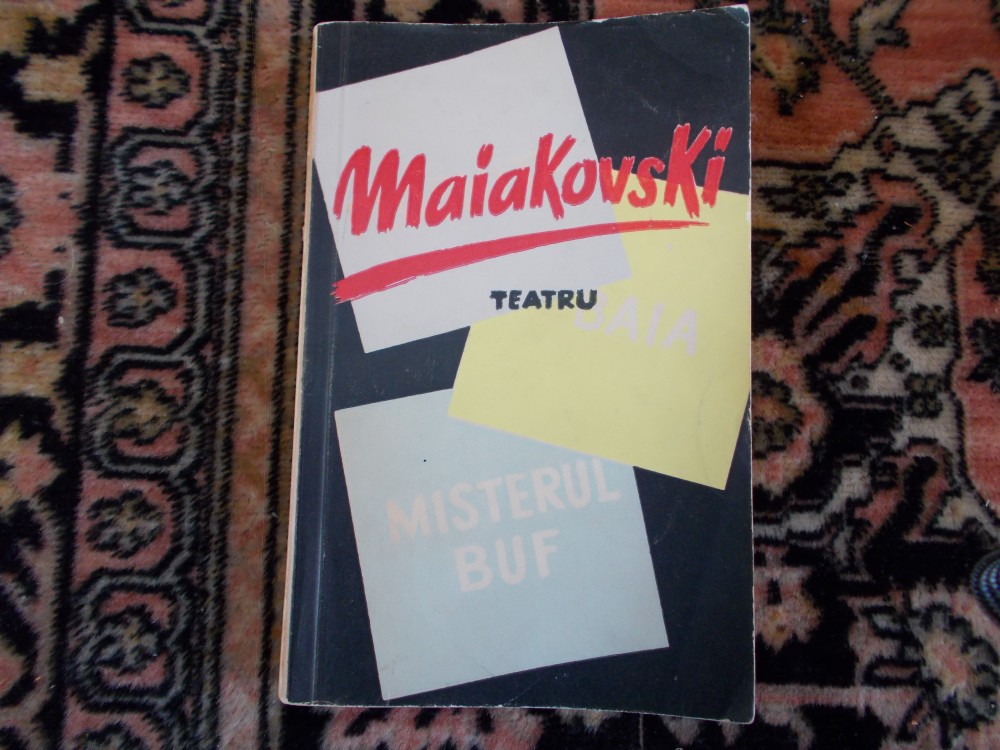 Maiakovski
TEATRU
BAIA
MISTERUL
BUF